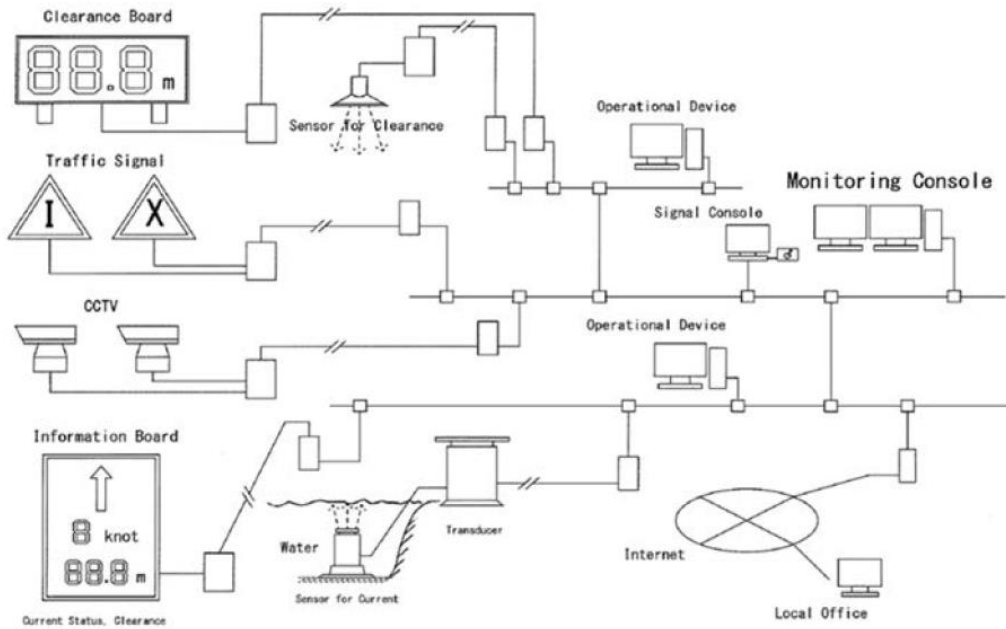 Clearance Board
88.8 m
Sensor for Clearance
Operational Device
Traffic Signal
I
X
Signal Console
Monitoring Console
CCTV
Operational Device
Information Board
8 knot
88.8 m
Current Status, Clearance
Water
Sensor for Current
Transducer
Internet
Local Office